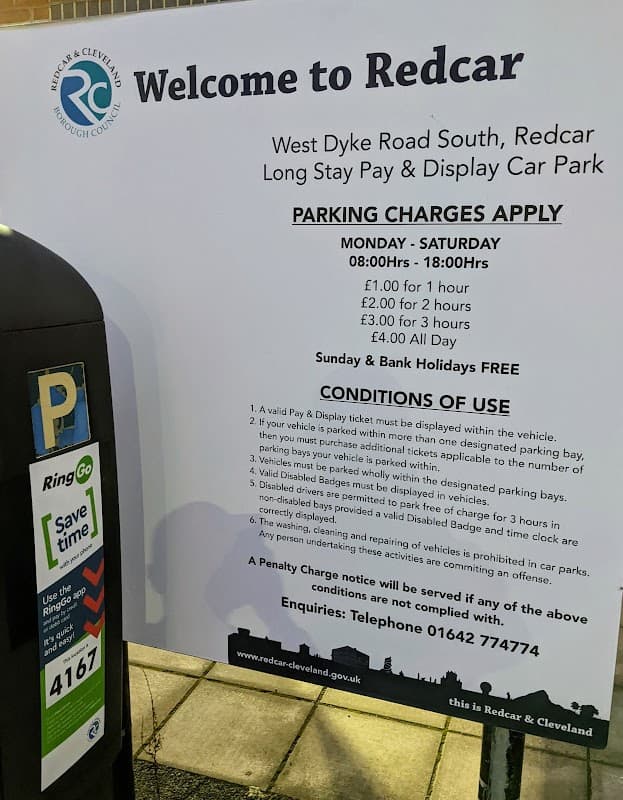 REDCAR & CLEVELAND
RC
BOROUGH COUNCIL
Welcome to Redcar
West Dyke Road South, Redcar
Long Stay Pay & Display Car Park
PARKING CHARGES APPLY
MONDAY - SATURDAY
08:00Hrs - 18:00Hrs
£1.00 for 1 hour
£2.00 for 2 hours
£3.00 for 3 hours
£4.00 All Day
Sunday & Bank Holidays FREE
CONDITIONS OF USE
1. A valid Pay & Display ticket must be displayed within the vehicle.
2. If your vehicle is parked within more than one designated parking bay,
then you must purchase additional tickets applicable to the number of
parking bays your vehicle is parked within.
3. Vehicles must be parked wholly within the designated parking bays.
4. Valid Disabled Badges must be displayed in vehicles.
5. Disabled drivers are permitted to park free of charge for 3 hours in
non-disabled bays provided a valid Disabled Badge and time clock are
correctly displayed.
6. The washing, cleaning and repairing of vehicles is prohibited in car parks.
Any person undertaking these activities are commiting an offense.
A Penalty Charge notice will be served if any of the above
conditions are not complied with.
Enquiries: Telephone 01642 774774
www.redcar-cleveland.gov.uk
this is Redcar & Cleveland
P
RingGo
Save
time
with your phone
Use the
RingGo app
and pay by credit
or debit card
It's quick
and easy!
4167